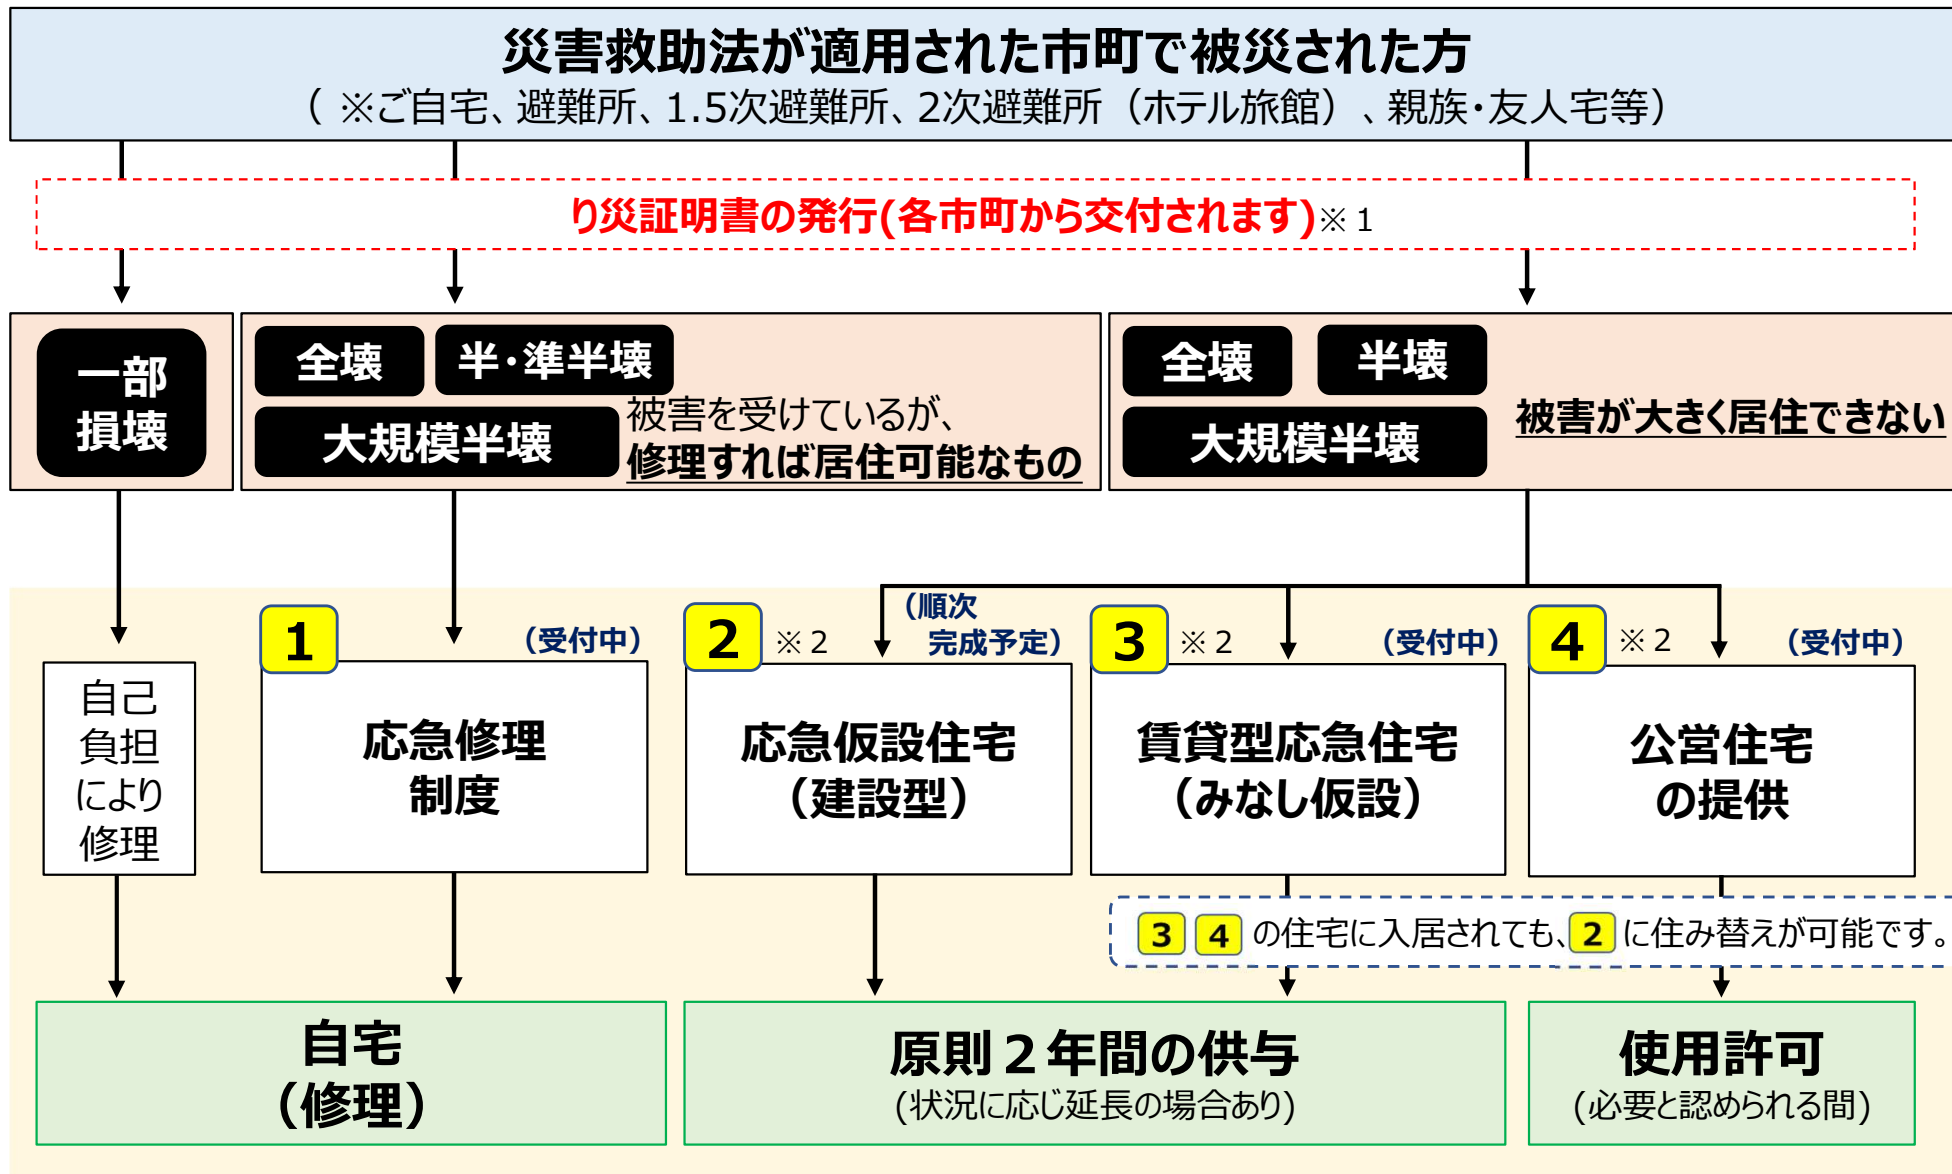 災害救助法が適用された市町で被災された方
( ※ご自宅、避難所、1.5次避難所、2次避難所（ホテル旅館）、親族・友人宅等)
り災証明書の発行(各市町から交付されます)※１
一部
損壊
全壊
半・準半壊
大規模半壊
被害を受けているが、
修理すれば居住可能なもの
全壊
半壊
大規模半壊
被害が大きく居住できない
自己
負担
により
修理
1
（受付中）
応急修理
制度
2
※２
（順次
完成予定）
応急仮設住宅
（建設型）
3
※２
（受付中）
賃貸型応急住宅
（みなし仮設）
4
※２
（受付中）
公営住宅
の提供
3 4 の住宅に入居されても、2 に住み替えが可能です。
自宅
（修理）
原則２年間の供与
(状況に応じ延長の場合あり)
使用許可
(必要と認められる間)